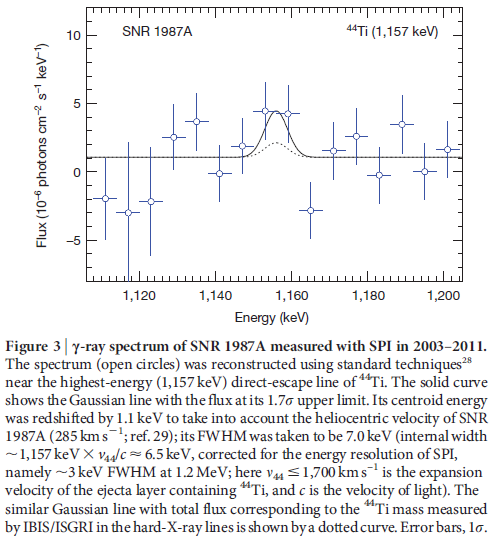 SNR 1987A
⁴⁴Ti (1,157 keV)
10
5
0
−5
Flux (10⁻⁶ photons cm⁻² s⁻¹ keV⁻¹)
1,120
1,140
1,160
1,180
1,200
Energy (keV)
Figure 3 | γ-ray spectrum of SNR 1987A measured with SPI in 2003–2011.
The spectrum (open circles) was reconstructed using standard techniques²⁸
near the highest-energy (1,157 keV) direct-escape line of ⁴⁴Ti. The solid curve
shows the Gaussian line with the flux at its 1.7σ upper limit. Its centroid energy
was redshifted by 1.1 keV to take into account the heliocentric velocity of SNR
1987A (285 km s⁻¹; ref. 29); its FWHM was taken to be 7.0 keV (internal width
~1,157 keV × v₄₄/c ≈ 6.5 keV, corrected for the energy resolution of SPI,
namely ~3 keV FWHM at 1.2 MeV; here v₄₄ ≤ 1,700 km s⁻¹ is the expansion
velocity of the ejecta layer containing ⁴⁴Ti, and c is the velocity of light). The
similar Gaussian line with total flux corresponding to the ⁴⁴Ti mass measured
by IBIS/ISGRI in the hard-X-ray lines is shown by a dotted curve. Error bars, 1σ.